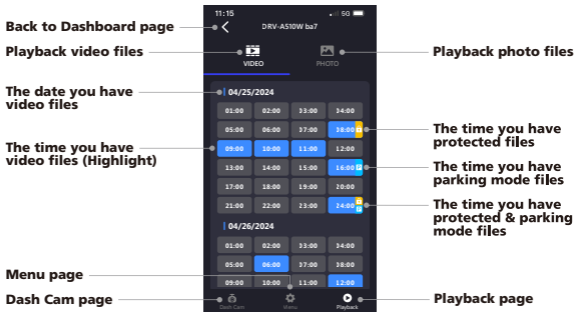 11:15
5G
Back to Dashboard page
DRV-A510W ba7
Playback video files
Playback photo files
VIDEO
PHOTO
The date you have
video files
04/25/2024
01:00 02:00 33:00 34:00
05:00 06:00 37:00 38:00
The time you have
protected files
The time you have
video files (Highlight)
09:00 10:00 11:00 12:00
13:00 14:00 15:00 16:00
The time you have
parking mode files
17:00 18:00 19:00 20:00
21:00 22:00 23:00 24:00
The time you have
protected & parking
mode files
04/26/2024
01:00 02:00 33:00 34:00
05:00 06:00 37:00 38:00
09:00 10:00 11:00 12:00
Menu page
Dash Cam page
Dash Cam
Menu
Playback
Playback page